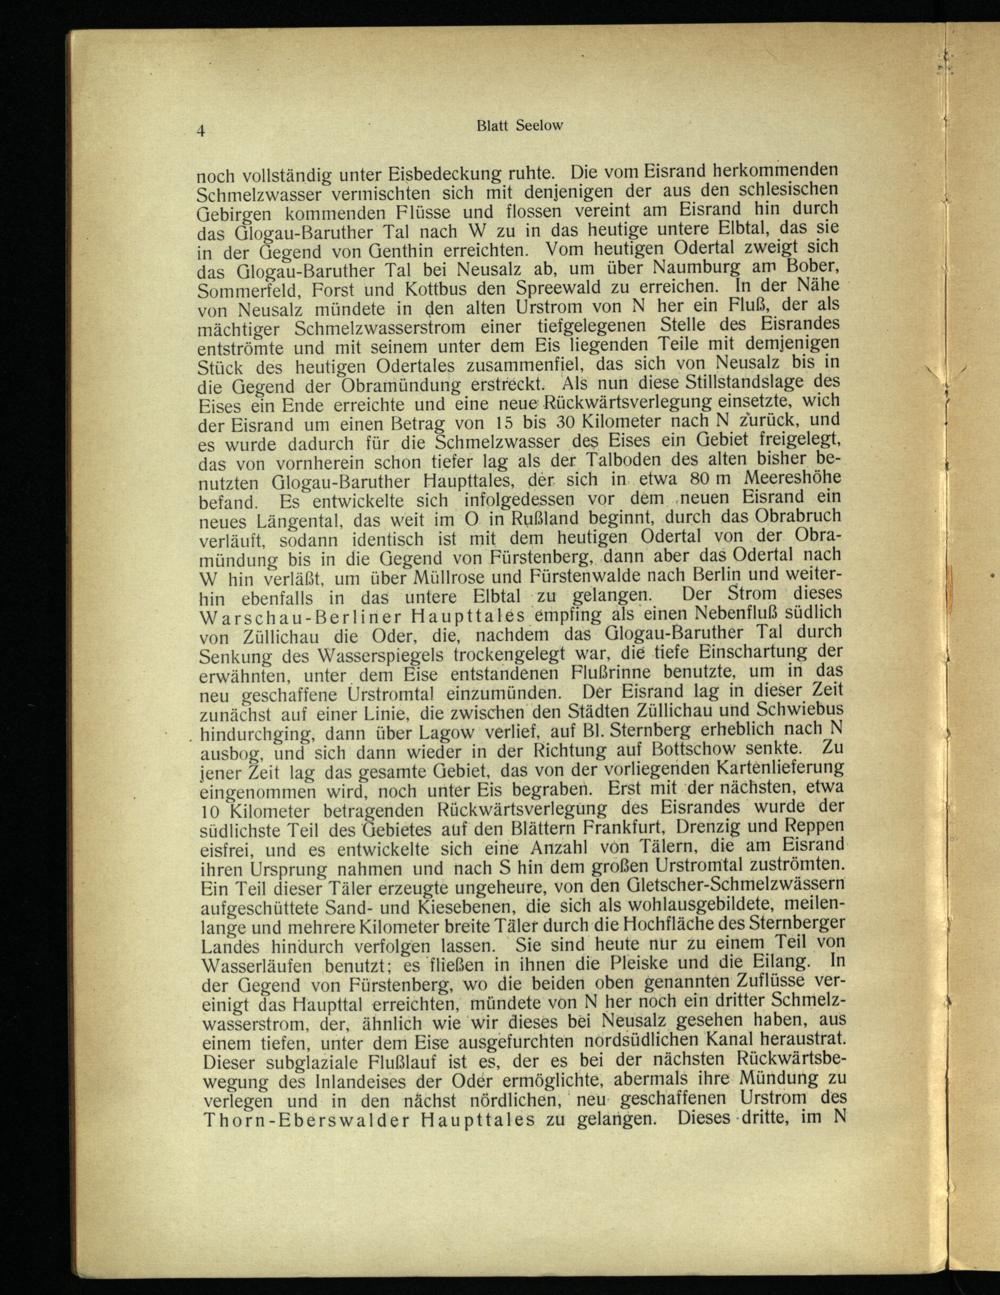 4
Blatt Seelow
noch vollständig unter Eisbedeckung ruhte. Die vom Eisrand herkommenden
Schmelzwasser vermischten sich mit denjenigen der aus den schlesischen
Gebirgen kommenden Flüsse und flossen vereint am Eisrand hin durch
das Glogau-Baruther Tal nach W zu in das heutige untere Elbtal, das sie
in der Gegend von Genthin erreichten. Vom heutigen Odertal zweigt sich
das Glogau-Baruther Tal bei Neusalz ab, um über Naumburg am Bober,
Sommerfeld, Forst und Kottbus den Spreewald zu erreichen. In der Nähe
von Neusalz mündete in den alten Urstrom von N her ein Fluß, der als
mächtiger Schmelzwasserstrom einer tiefgelegenen Stelle des Eisrandes
entströmte und mit seinem unter dem Eis liegenden Teile mit demjenigen
Stück des heutigen Odertales zusammenfiel, das sich von Neusalz bis in
die Gegend der Obramündung erstreckt. Als nun diese Stillstandslage des
Eises ein Ende erreichte und eine neue Rückwärtsverlegung einsetzte, wich
der Eisrand um einen Betrag von 15 bis 30 Kilometer nach N zurück, und
es wurde dadurch für die Schmelzwasser des Eises ein Gebiet freigelegt,
das von vornherein schon tiefer lag als der Talboden des alten bisher be-
nutzten Glogau-Baruther Haupttales, der sich in etwa 80 m Meereshöhe
befand. Es entwickelte sich infolgedessen vor dem neuen Eisrand ein
neues Längental, das weit im O in Rußland beginnt, durch das Obrabruch
verläuft, sodann identisch ist mit dem heutigen Odertal von der Obra-
mündung bis in die Gegend von Fürstenberg, dann aber das Odertal nach
W hin verläßt, um über Müllrose und Fürstenwalde nach Berlin und weiter-
hin ebenfalls in das untere Elbtal zu gelangen. Der Strom dieses
Warschau-Berliner Haupttales empfing als einen Nebenfluß südlich
von Züllichau die Oder, die, nachdem das Glogau-Baruther Tal durch
Senkung des Wasserspiegels trockengelegt war, die tiefe Einschartung der
erwähnten, unter dem Eise entstandenen Flußrinne benutzte, um in das
neu geschaffene Urstromtal einzumünden. Der Eisrand lag in dieser Zeit
zunächst auf einer Linie, die zwischen den Städten Züllichau und Schwiebus
hindurchging, dann über Lagow verlief, auf Bl. Sternberg erheblich nach N
ausbog, und sich dann wieder in der Richtung auf Bottschow senkte. Zu
jener Zeit lag das gesamte Gebiet, das von der vorliegenden Kartenlieferung
eingenommen wird, noch unter Eis begraben. Erst mit der nächsten, etwa
10 Kilometer betragenden Rückwärtsverlegung des Eisrandes wurde der
südlichste Teil des Gebietes auf den Blättern Frankfurt, Drenzig und Reppen
eisfrei, und es entwickelte sich eine Anzahl von Tälern, die am Eisrand
ihren Ursprung nahmen und nach S hin dem großen Urstromtal zuströmten.
Ein Teil dieser Täler erzeugte ungeheure, von den Gletscher-Schmelzwässern
aufgeschüttete Sand- und Kiesebenen, die sich als wohlausgebildete, meilen-
lange und mehrere Kilometer breite Täler durch die Hochfläche des Sternberger
Landes hindurch verfolgen lassen. Sie sind heute nur zu einem Teil von
Wasserläufen benutzt; es fließen in ihnen die Pleiske und die Eilang. In
der Gegend von Fürstenberg, wo die beiden oben genannten Zuflüsse ver-
einigt das Haupttal erreichten, mündete von N her noch ein dritter Schmelz-
wasserstrom, der, ähnlich wie wir dieses bei Neusalz gesehen haben, aus
einem tiefen, unter dem Eise ausgefurchten nordsüdlichen Kanal heraustrat.
Dieser subglaziale Flußlauf ist es, der es bei der nächsten Rückwärtsbe-
wegung des Inlandeises der Oder ermöglichte, abermals ihre Mündung zu
verlegen und in den nächst nördlichen, neu geschaffenen Urstrom des
Thorn-Eberswalder Haupttales zu gelangen. Dieses dritte, im N